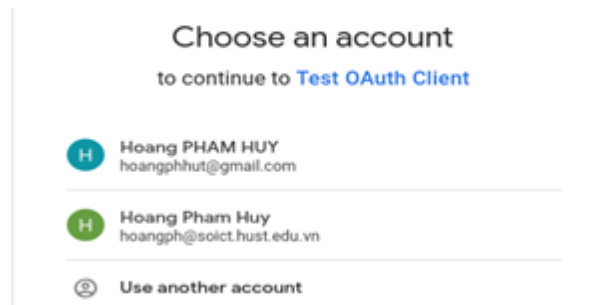 Choose an account
to continue to Test OAuth Client
H
Hoang PHAM HUY
hoangphhut@gmail.com
H
Hoang Pham Huy
hoangph@soict.hust.edu.vn
Use another account